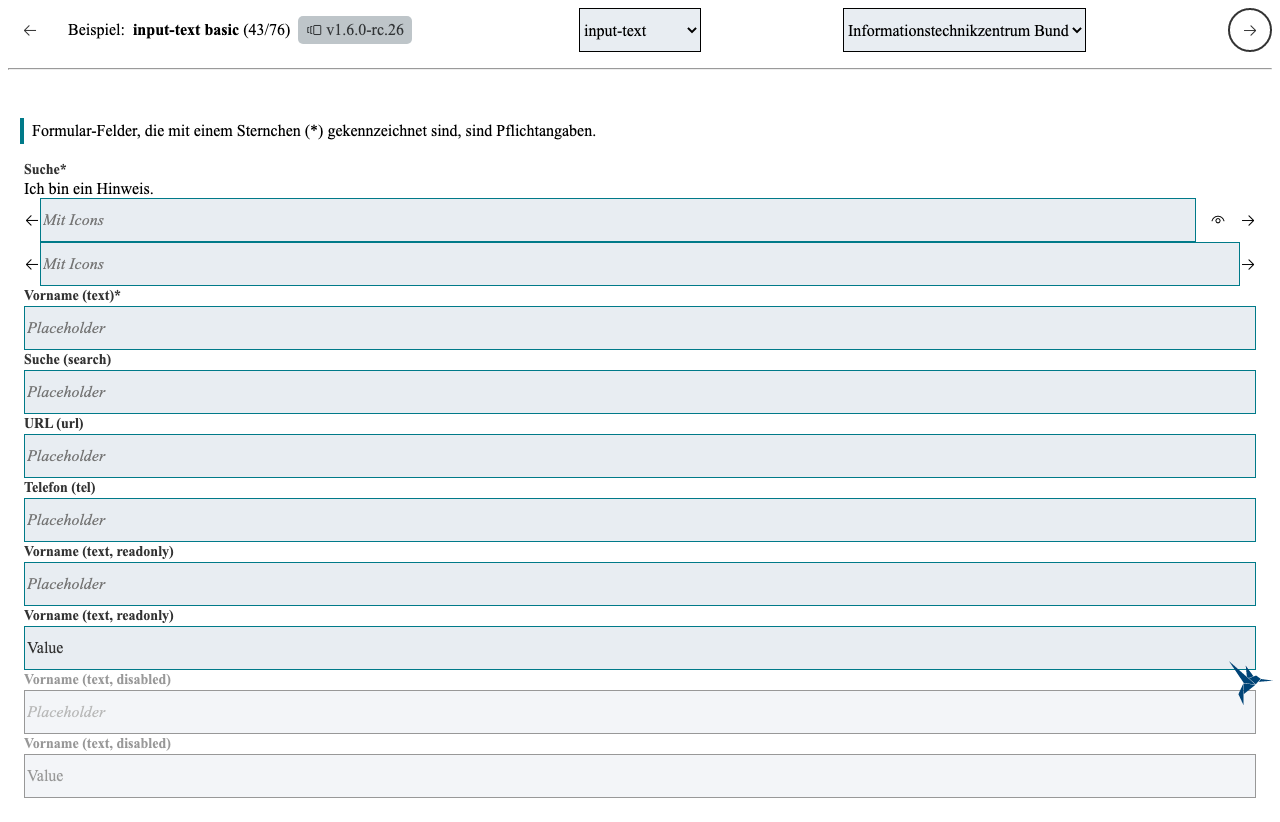 Beispiel: input-text basic (43/76) v1.6.0-rc.26 input-text Informationstechnikzentrum Bund
Formular-Felder, die mit einem Sternchen (*) gekennzeichnet sind, sind Pflichtangaben.
Suche*
Ich bin ein Hinweis.
Mit Icons
Mit Icons
Vorname (text)*
Placeholder
Suche (search)
Placeholder
URL (url)
Placeholder
Telefon (tel)
Placeholder
Vorname (text, readonly)
Placeholder
Vorname (text, readonly)
Value
Vorname (text, disabled)
Placeholder
Vorname (text, disabled)
Value